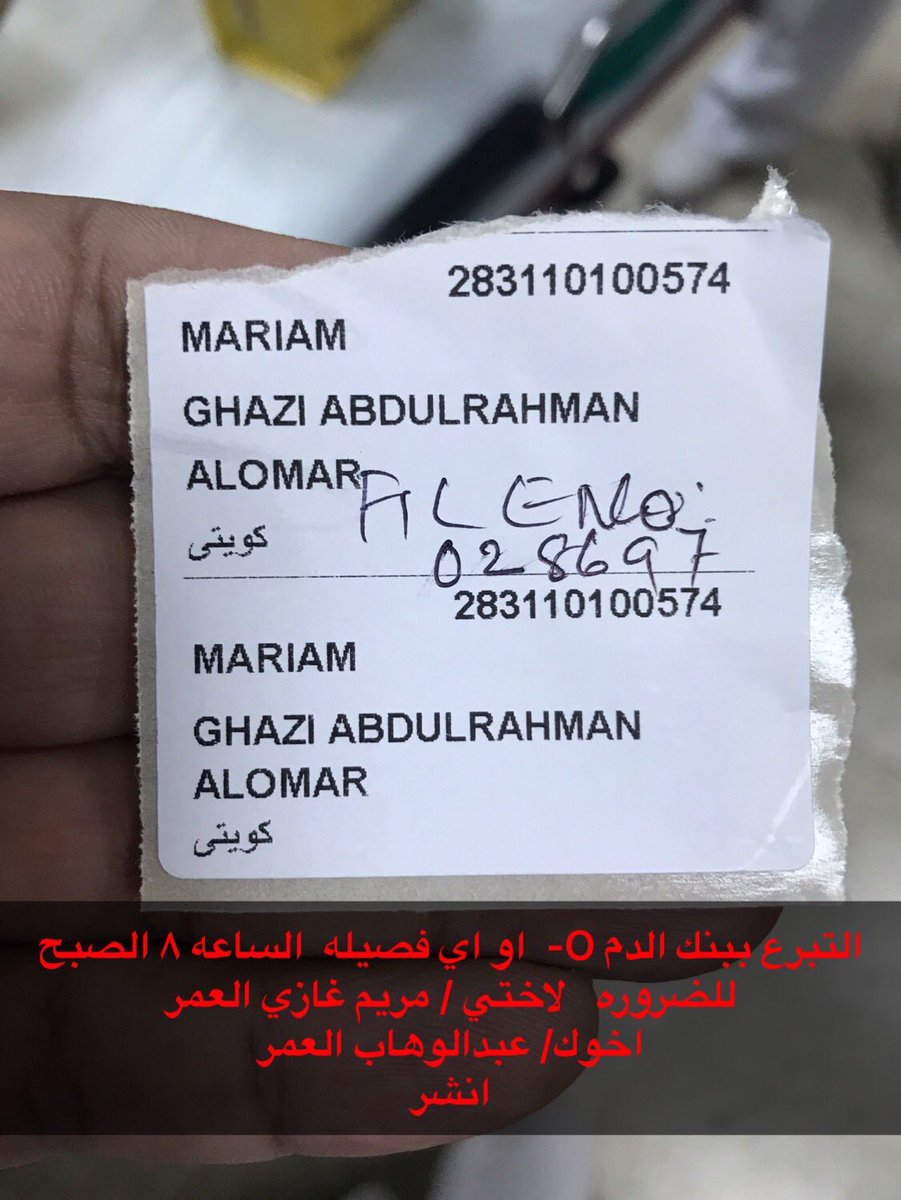 283110100574
MARIAM
GHAZI ABDULRAHMAN
ALOMAR
FILE No:
كويتى
028697
283110100574
MARIAM
GHAZI ABDULRAHMAN
ALOMAR
كويتى
التبرع ببنك الدم O- او اي فصيله الساعه ٨ الصبح
للضروره لاختي / مريم غازي العمر
اخوك/ عبدالوهاب العمر
انشر